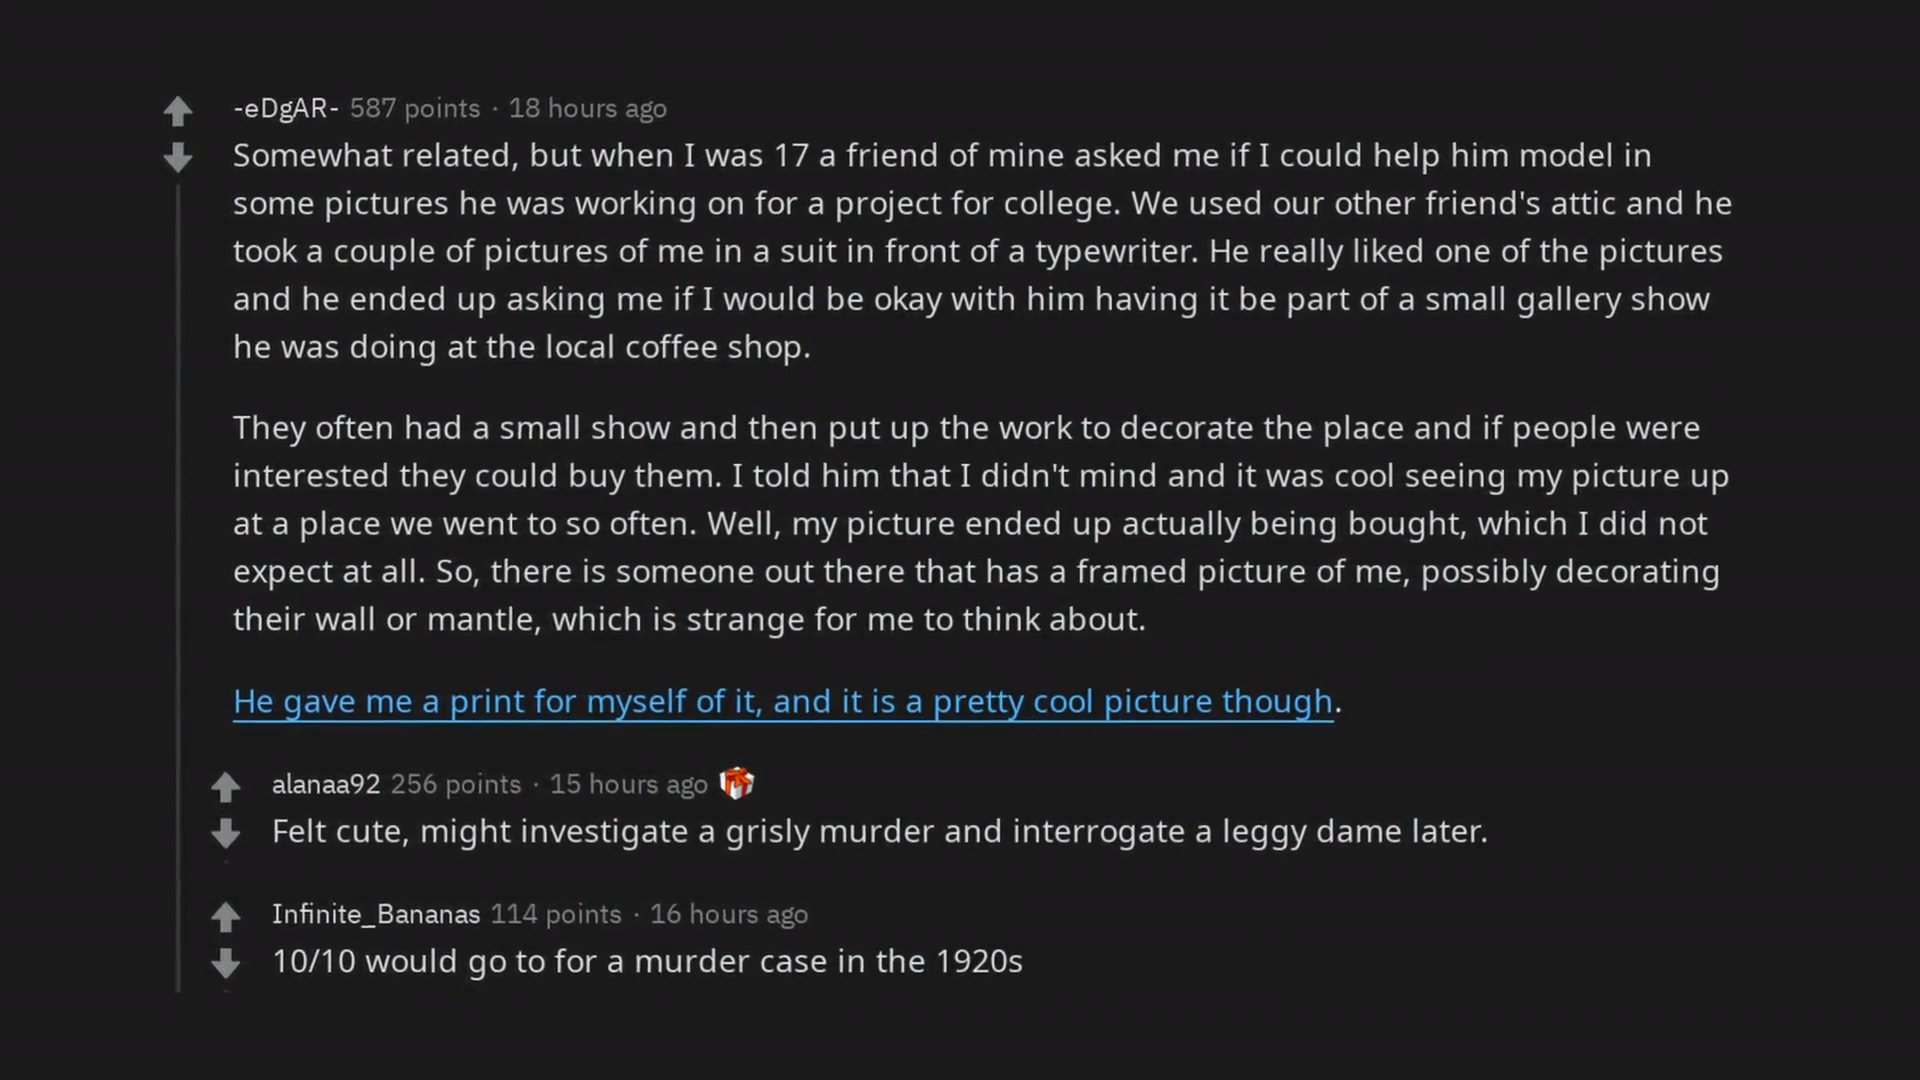 -eDgAR- 587 points · 18 hours ago
Somewhat related, but when I was 17 a friend of mine asked me if I could help him model in
some pictures he was working on for a project for college. We used our other friend's attic and he
took a couple of pictures of me in a suit in front of a typewriter. He really liked one of the pictures
and he ended up asking me if I would be okay with him having it be part of a small gallery show
he was doing at the local coffee shop.
They often had a small show and then put up the work to decorate the place and if people were
interested they could buy them. I told him that I didn't mind and it was cool seeing my picture up
at a place we went to so often. Well, my picture ended up actually being bought, which I did not
expect at all. So, there is someone out there that has a framed picture of me, possibly decorating
their wall or mantle, which is strange for me to think about.
He gave me a print for myself of it, and it is a pretty cool picture though.
alanaa92 256 points · 15 hours ago
Felt cute, might investigate a grisly murder and interrogate a leggy dame later.
Infinite_Bananas 114 points · 16 hours ago
10/10 would go to for a murder case in the 1920s